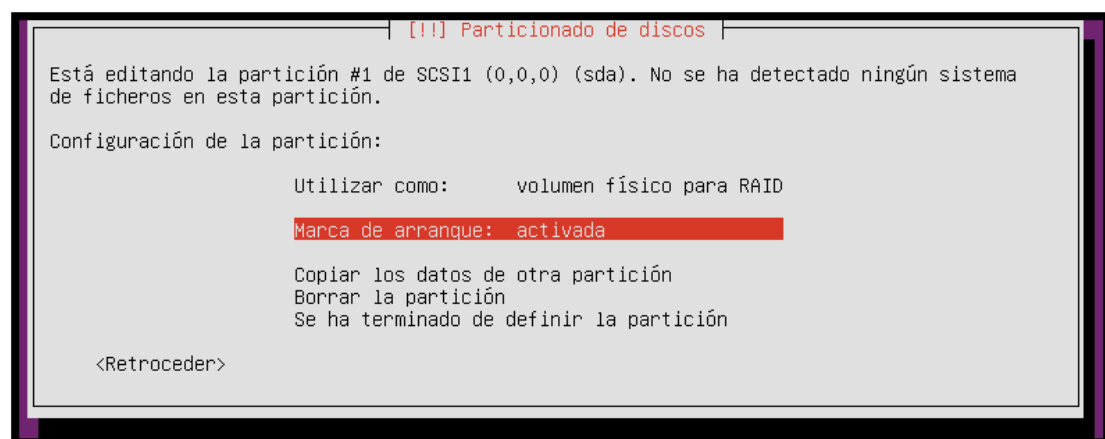 [!!] Particionado de discos
Está editando la partición #1 de SCSI1 (0,0,0) (sda). No se ha detectado ningún sistema
de ficheros en esta partición.
Configuración de la partición:
Utilizar como: volumen físico para RAID
Marca de arranque: activada
Copiar los datos de otra partición
Borrar la partición
Se ha terminado de definir la partición
<Retroceder>